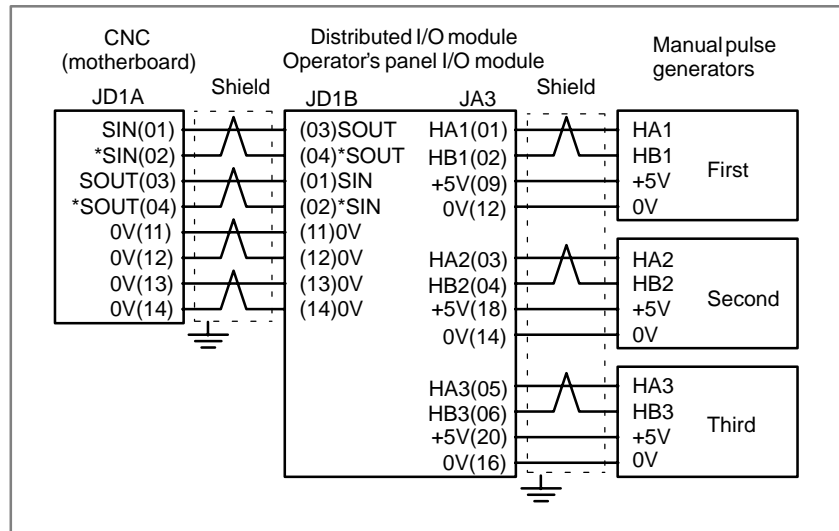 CNC
(motherboard)
JD1A
Shield
SIN(01)
*SIN(02)
SOUT(03)
*SOUT(04)
0V(11)
0V(12)
0V(13)
0V(14)
Distributed I/O module
Operator's panel I/O module
JD1B
JA3
(03)SOUT
(04)*SOUT
(01)SIN
(02)*SIN
(11)0V
(12)0V
(13)0V
(14)0V
HA1(01)
HB1(02)
+5V(09)
0V(12)
HA2(03)
HB2(04)
+5V(18)
0V(14)
HA3(05)
HB3(06)
+5V(20)
0V(16)
Shield
Manual pulse
generators
HA1
HB1
+5V
0V
First
HA2
HB2
+5V
0V
Second
HA3
HB3
+5V
0V
Third